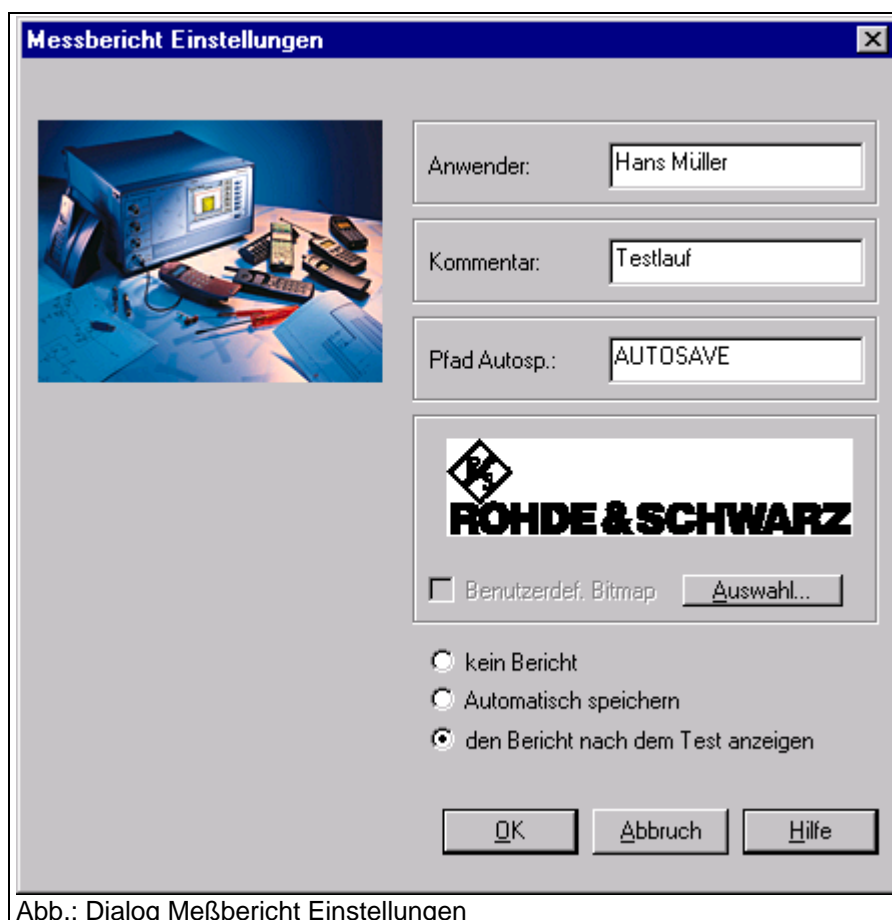 Messbericht Einstellungen
Anwender: Hans Müller
Kommentar: Testlauf
Pfad Autosp.: AUTOSAVE
ROHDE & SCHWARZ
Benutzerdef. Bitmap Auswahl...
kein Bericht
Automatisch speichern
den Bericht nach dem Test anzeigen
OK Abbruch Hilfe
Abb.: Dialog Meßbericht Einstellungen